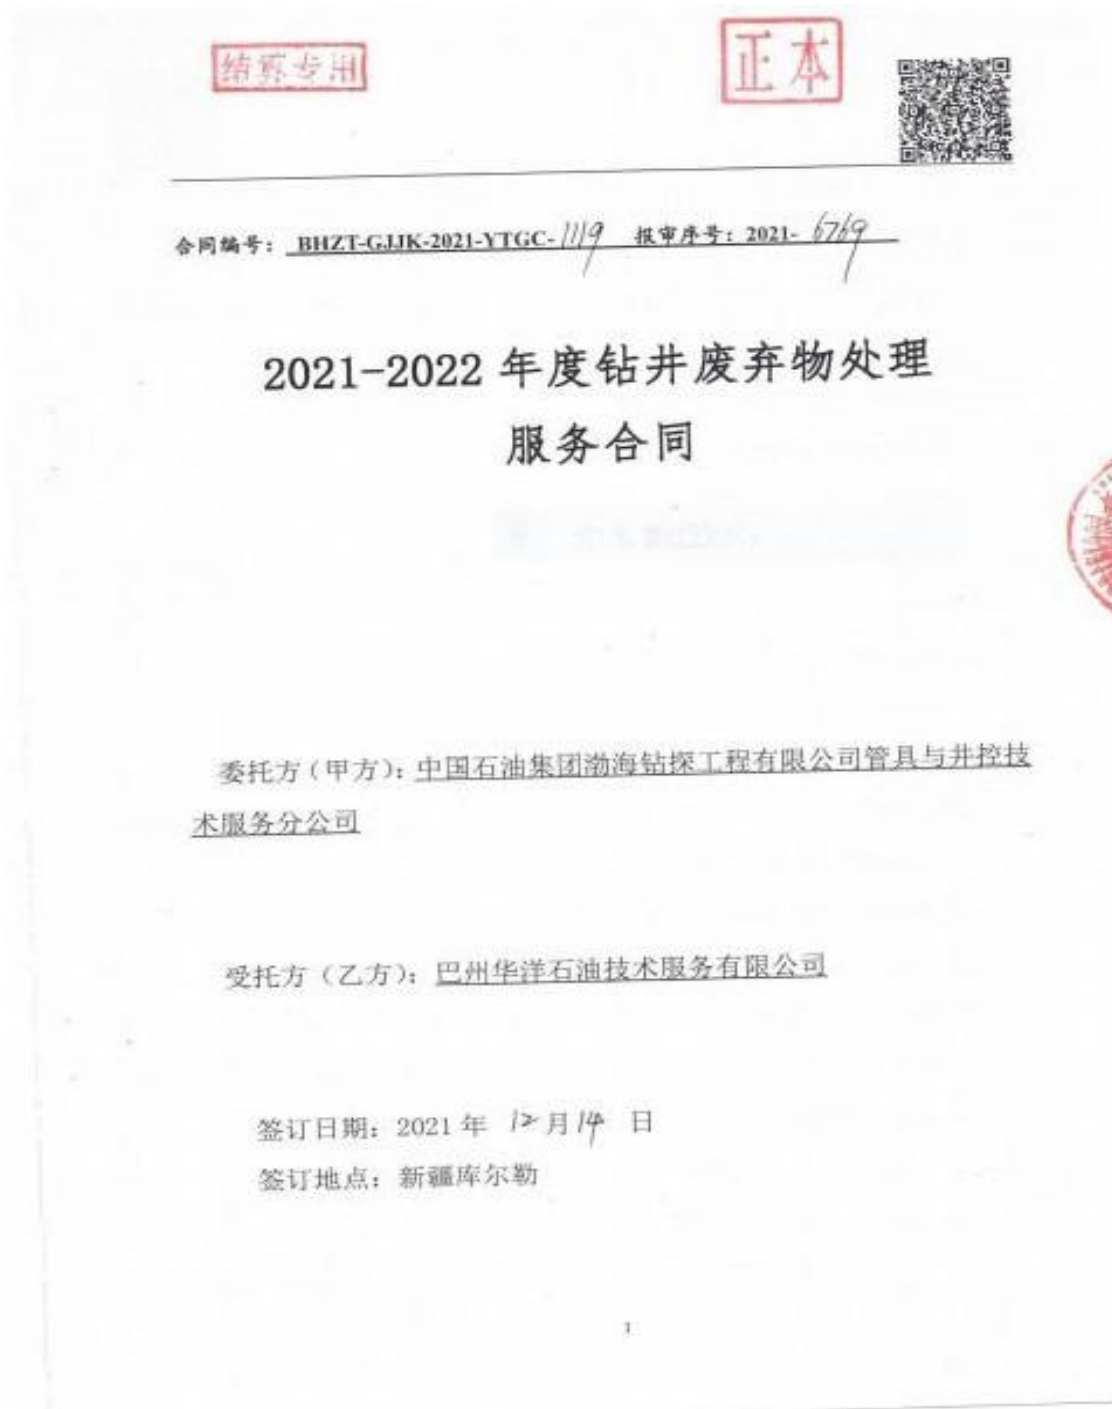 结算专用
正本
合同编号：BHZT-GJJK-2021-YTGC-1119 报审序号：2021-6769
2021-2022 年度钻井废弃物处理
服务合同
委托方（甲方）：中国石油集团渤海钻探工程有限公司管具与井控技
术服务分公司
受托方（乙方）：巴州华洋石油技术服务有限公司
签订日期：2021 年 12 月 14 日
签订地点：新疆库尔勒
1